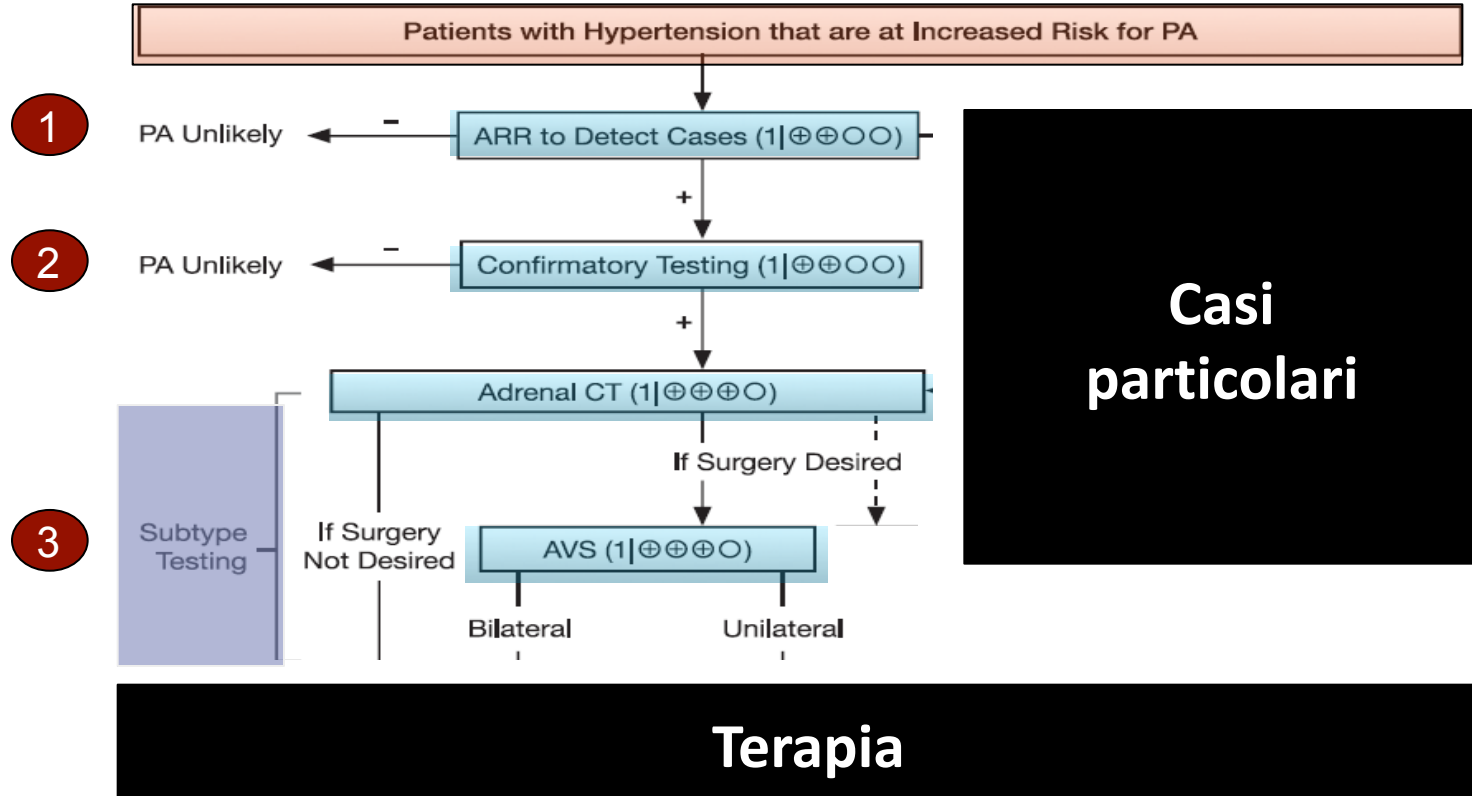 Patients with Hypertension that are at Increased Risk for PA
1
PA Unlikely
–
ARR to Detect Cases (1|⊕⊕○○)
+
2
PA Unlikely
–
Confirmatory Testing (1|⊕⊕○○)
+
Casi
particolari
Adrenal CT (1|⊕⊕⊕○)
If Surgery Desired
3
Subtype
Testing
If Surgery
Not Desired
AVS (1|⊕⊕⊕○)
Bilateral
Unilateral
Terapia